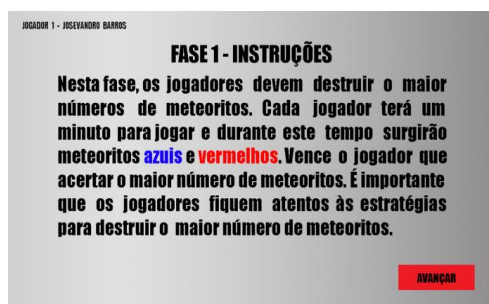 JOGADOR 1 - JOSEVANDRO BARROS
FASE 1 - INSTRUÇÕES
Nesta fase, os jogadores devem destruir o maior
números de meteoritos. Cada jogador terá um
minuto para jogar e durante este tempo surgirão
meteoritos azuis e vermelhos. Vence o jogador que
acertar o maior número de meteoritos. É importante
que os jogadores fiquem atentos às estratégias
para destruir o maior número de meteoritos.
AVANÇAR